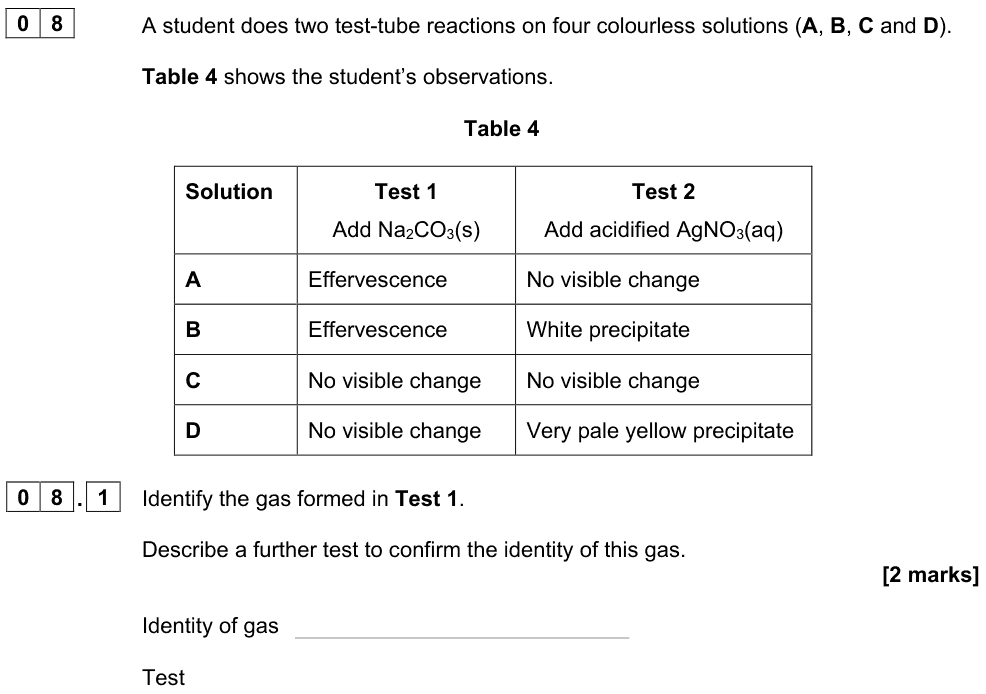 0 8 A student does two test-tube reactions on four colourless solutions (A, B, C and D).
Table 4 shows the student's observations.
Table 4
Solution Test 1 Test 2
Add Na₂CO₃(s) Add acidified AgNO₃(aq)
A Effervescence No visible change
B Effervescence White precipitate
C No visible change No visible change
D No visible change Very pale yellow precipitate
0 8 . 1 Identify the gas formed in Test 1.
Describe a further test to confirm the identity of this gas.
[2 marks]
Identity of gas
Test